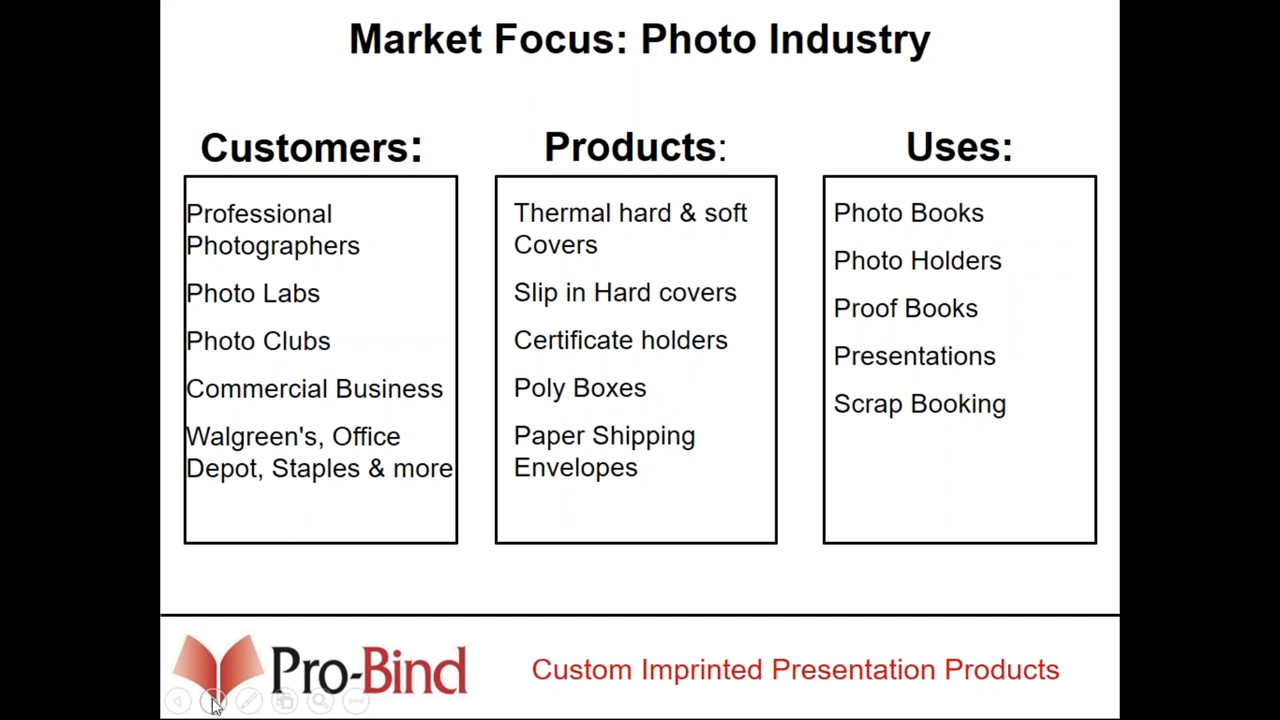 Market Focus: Photo Industry
Customers:
Professional
Photographers
Photo Labs
Photo Clubs
Commercial Business
Walgreen's, Office
Depot, Staples & more
Products:
Thermal hard & soft
Covers
Slip in Hard covers
Certificate holders
Poly Boxes
Paper Shipping
Envelopes
Uses:
Photo Books
Photo Holders
Proof Books
Presentations
Scrap Booking
Pro-Bind
Custom Imprinted Presentation Products